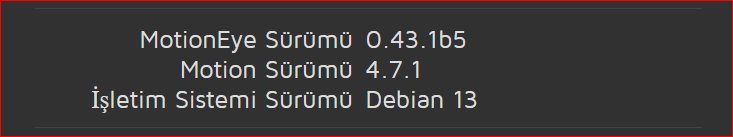 MotionEye Sürümü 0.43.1b5
Motion Sürümü 4.7.1
İşletim Sistemi Sürümü Debian 13